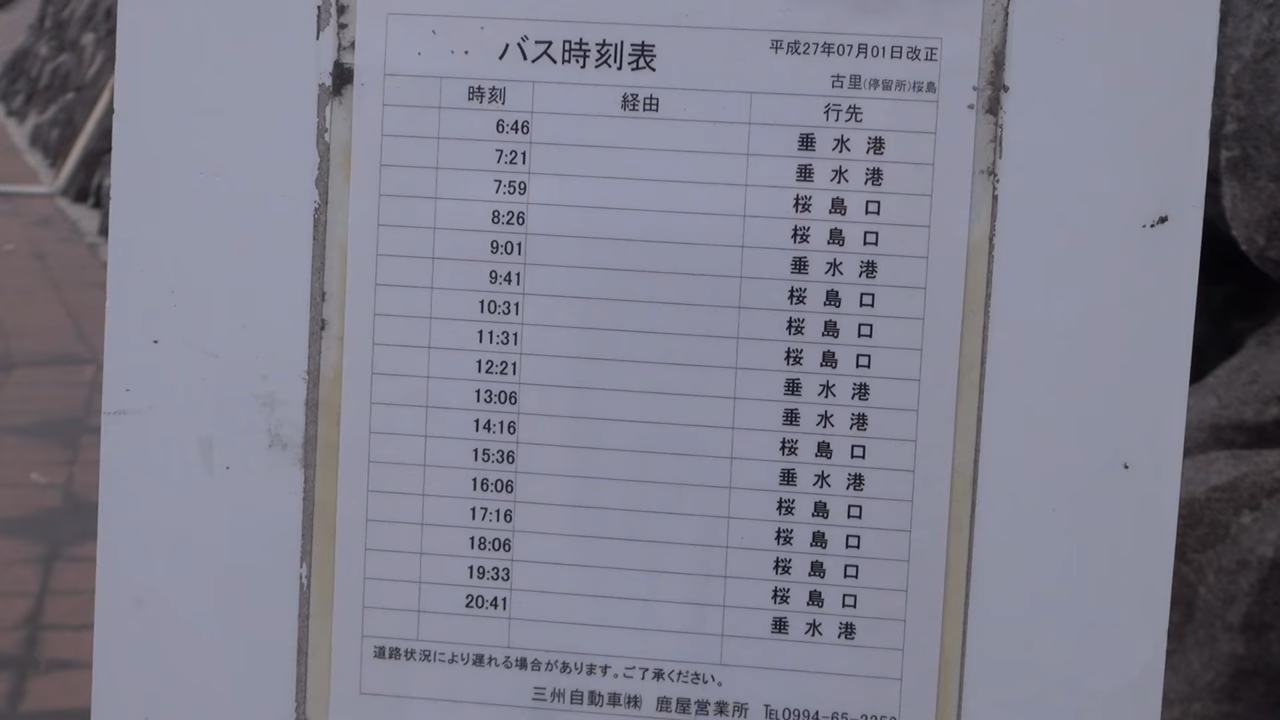 バス時刻表 平成27年07月01日改正
古里(停留所)桜島
時刻 経由 行先
6:46 垂水港
7:21 垂水港
7:59 桜島口
8:26 桜島口
9:01 垂水港
9:41 桜島口
10:31 桜島口
11:31 桜島口
12:21 垂水港
13:06 垂水港
14:16 桜島口
15:36 垂水港
16:06 桜島口
17:16 桜島口
18:06 桜島口
19:33 桜島口
20:41 垂水港
道路状況により遅れる場合があります。ご了承ください。
三州自動車㈱ 鹿屋営業所 ℡0994-65-